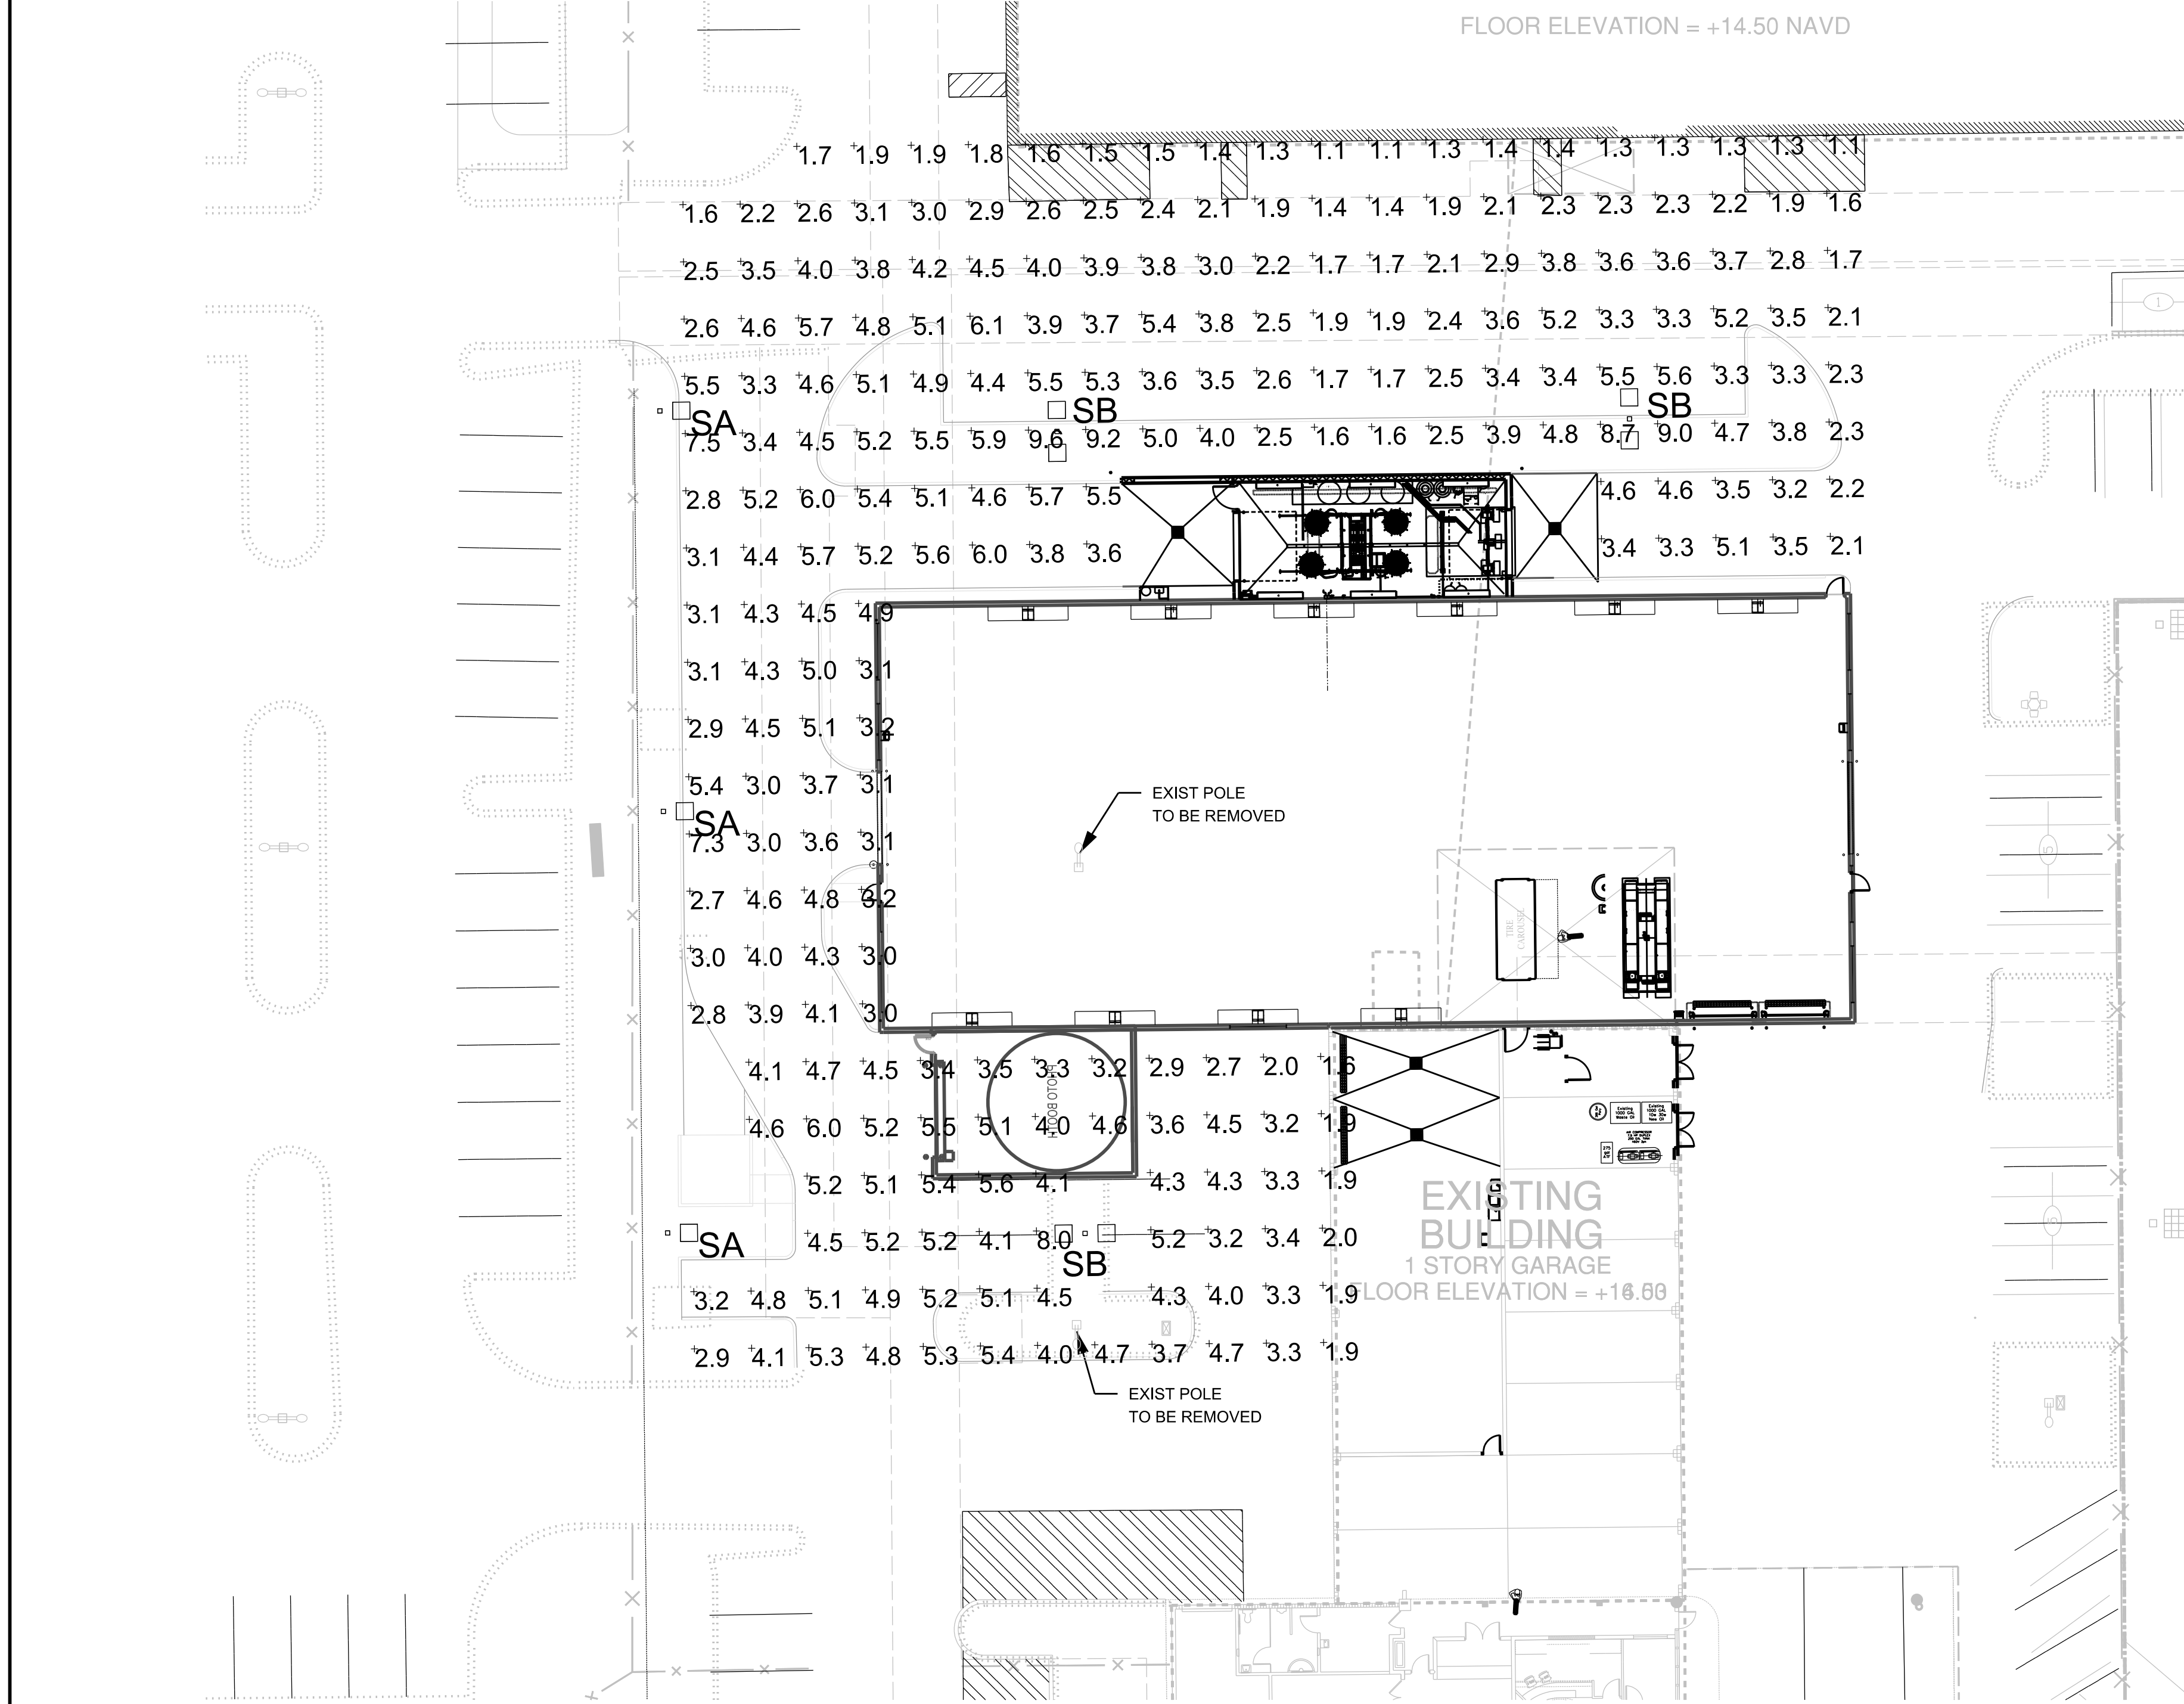 FLOOR ELEVATION = +14.50 NAVD
1.7 1.9 1.9 1.8 1.6 1.5 1.5 1.4 1.3 1.1 1.1 1.3 1.4 1.4 1.3 1.3 1.3 1.3 1.1
1.6 2.2 2.6 3.1 3.0 2.9 2.6 2.5 2.4 2.1 1.9 1.4 1.4 1.9 2.1 2.3 2.3 2.3 2.2 1.9 1.6
2.5 3.5 4.0 3.8 4.2 4.5 4.0 3.9 3.8 3.0 2.2 1.7 1.7 2.1 2.9 3.8 3.6 3.6 3.7 2.8 1.7
1
2.6 4.6 5.7 4.8 5.1 6.1 3.9 3.7 5.4 3.8 2.5 1.9 1.9 2.4 3.6 5.2 3.3 3.3 5.2 3.5 2.1
5.5 3.3 4.6 5.1 4.9 4.4 5.5 5.3 3.6 3.5 2.6 1.7 1.7 2.5 3.4 3.4 5.5 5.6 3.3 3.3 2.3
SA SB SB
7.5 3.4 4.5 5.2 5.5 5.9 9.6 9.2 5.0 4.0 2.5 1.6 1.6 2.5 3.9 4.8 8.7 9.0 4.7 3.8 2.3
2.8 5.2 6.0 5.4 5.1 4.6 5.7 5.5 4.6 4.6 3.5 3.2 2.2
3.1 4.4 5.7 5.2 5.6 6.0 3.8 3.6 3.4 3.3 5.1 3.5 2.1
3.1 4.3 4.5 4.9
3.1 4.3 5.0 3.1
2.9 4.5 5.1 3.2
5.4 3.0 3.7 3.1
EXIST POLE
TO BE REMOVED
SA
7.3 3.0 3.6 3.1
2.7 4.6 4.8 3.2
TIRE
CAROUSEL
5
3.0 4.0 4.3 3.0
2.8 3.9 4.1 3.0
4.1 4.7 4.5 3.4 3.5 3.3 3.2 2.9 2.7 2.0 1.6
PHOTO BOOTH
4.6 6.0 5.2 5.5 5.1 4.0 4.6 3.6 4.5 3.2 1.9
Existing
1000 GAL
Waste Oil
Existing
1000 GAL
10w 30w
New Oil
AIR COMPRESSOR
5.2 5.1 5.4 5.6 4.1 4.3 4.3 3.3 1.9
EXISTING
BUILDING
1 STORY GARAGE
FLOOR ELEVATION =
4.5 5.2 5.2 4.1 8.0 5.2 3.2 3.4 2.0
SA SB
3.2 4.8 5.1 4.9 5.2 5.1 4.5 4.3 4.0 3.3 1.9
2.9 4.1 5.3 4.8 5.3 5.4 4.0 4.7 3.7 4.7 3.3 1.9
EXIST POLE
TO BE REMOVED